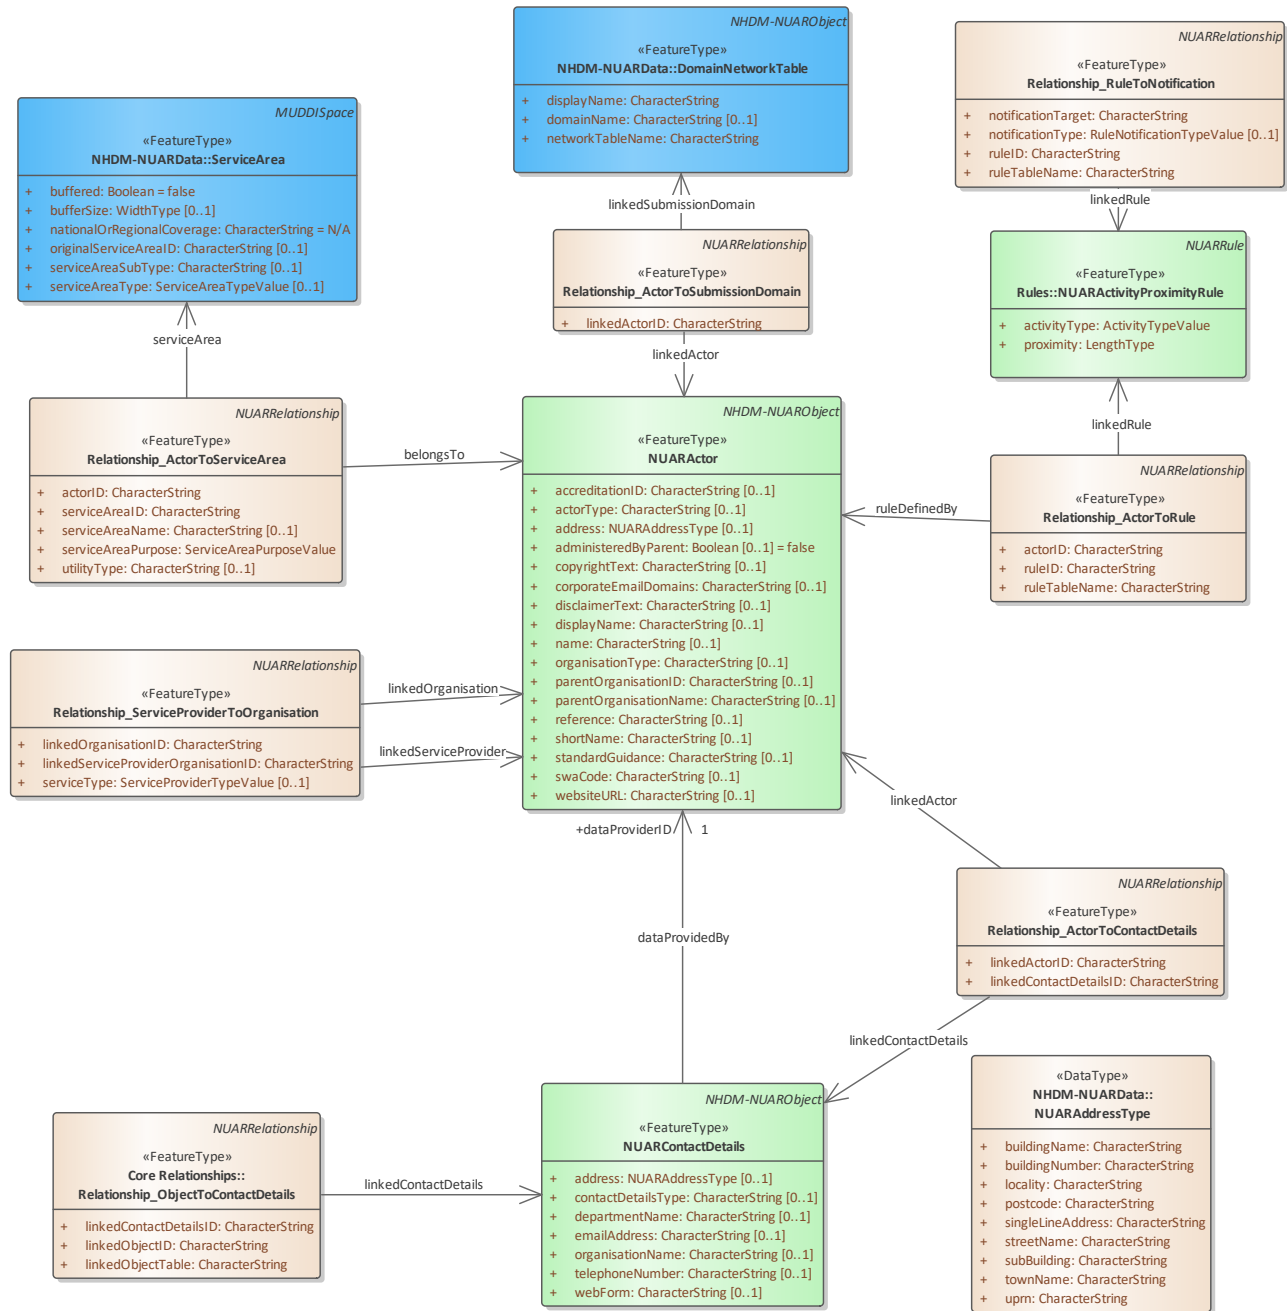 NHDM-NUARObject
«FeatureType»
NHDM-NUARData::DomainNetworkTable
+ displayName: CharacterString
+ domainName: CharacterString [0..1]
+ networkTableName: CharacterString
NUARRelationship
«FeatureType»
Relationship_RuleToNotification
+ notificationTarget: CharacterString
+ notificationType: RuleNotificationTypeValue [0..1]
+ ruleID: CharacterString
+ ruleTableName: CharacterString
MUDDISpace
«FeatureType»
NHDM-NUARData::ServiceArea
+ buffered: Boolean = false
+ bufferSize: WidthType [0..1]
+ nationalOrRegionalCoverage: CharacterString = N/A
+ originalServiceAreaID: CharacterString [0..1]
+ serviceAreaSubType: CharacterString [0..1]
+ serviceAreaType: ServiceAreaTypeValue [0..1]
linkedSubmissionDomain
linkedRule
NUARRelationship
«FeatureType»
Relationship_ActorToSubmissionDomain
+ linkedActorID: CharacterString
NUARRule
«FeatureType»
Rules::NUARActivityProximityRule
+ activityType: ActivityTypeValue
+ proximity: LengthType
serviceArea
linkedActor
linkedRule
NUARRelationship
«FeatureType»
Relationship_ActorToServiceArea
+ actorID: CharacterString
+ serviceAreaID: CharacterString
+ serviceAreaName: CharacterString [0..1]
+ serviceAreaPurpose: ServiceAreaPurposeValue
+ utilityType: CharacterString [0..1]
belongsTo
NHDM-NUARObject
«FeatureType»
NUARActor
+ accreditationID: CharacterString [0..1]
+ actorType: CharacterString [0..1]
+ address: NUARAddressType [0..1]
+ administeredByParent: Boolean [0..1] = false
+ copyrightText: CharacterString [0..1]
+ corporateEmailDomains: CharacterString [0..1]
+ disclaimerText: CharacterString [0..1]
+ displayName: CharacterString [0..1]
+ name: CharacterString [0..1]
+ organisationType: CharacterString [0..1]
+ parentOrganisationID: CharacterString [0..1]
+ parentOrganisationName: CharacterString [0..1]
+ reference: CharacterString [0..1]
+ shortName: CharacterString [0..1]
+ standardGuidance: CharacterString [0..1]
+ swaCode: CharacterString [0..1]
+ websiteURL: CharacterString [0..1]
ruleDefinedBy
NUARRelationship
«FeatureType»
Relationship_ActorToRule
+ actorID: CharacterString
+ ruleID: CharacterString
+ ruleTableName: CharacterString
NUARRelationship
«FeatureType»
Relationship_ServiceProviderToOrganisation
+ linkedOrganisationID: CharacterString
+ linkedServiceProviderOrganisationID: CharacterString
+ serviceType: ServiceProviderTypeValue [0..1]
linkedOrganisation
linkedServiceProvider
linkedActor
+dataProviderID
1
NUARRelationship
«FeatureType»
Relationship_ActorToContactDetails
+ linkedActorID: CharacterString
+ linkedContactDetailsID: CharacterString
dataProvidedBy
linkedContactDetails
NUARRelationship
«FeatureType»
Core Relationships::
Relationship_ObjectToContactDetails
+ linkedContactDetailsID: CharacterString
+ linkedObjectID: CharacterString
+ linkedObjectTable: CharacterString
linkedContactDetails
NHDM-NUARObject
«FeatureType»
NUARContactDetails
+ address: NUARAddressType [0..1]
+ contactDetailsType: CharacterString [0..1]
+ departmentName: CharacterString [0..1]
+ emailAddress: CharacterString [0..1]
+ organisationName: CharacterString [0..1]
+ telephoneNumber: CharacterString [0..1]
+ webForm: CharacterString [0..1]
«DataType»
NHDM-NUARData::
NUARAddressType
+ buildingName: CharacterString
+ buildingNumber: CharacterString
+ locality: CharacterString
+ postcode: CharacterString
+ singleLineAddress: CharacterString
+ streetName: CharacterString
+ subBuilding: CharacterString
+ townName: CharacterString
+ uprn: CharacterString